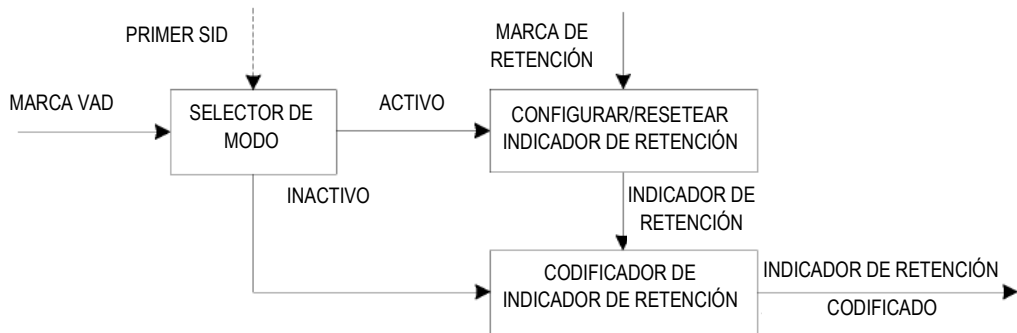 PRIMER SID
MARCA DE
RETENCIÓN
MARCA VAD
SELECTOR DE
MODO
ACTIVO
CONFIGURAR/RESETEAR
INDICADOR DE RETENCIÓN
INACTIVO
INDICADOR DE
RETENCIÓN
CODIFICADOR DE
INDICADOR DE RETENCIÓN
INDICADOR DE RETENCIÓN
CODIFICADO